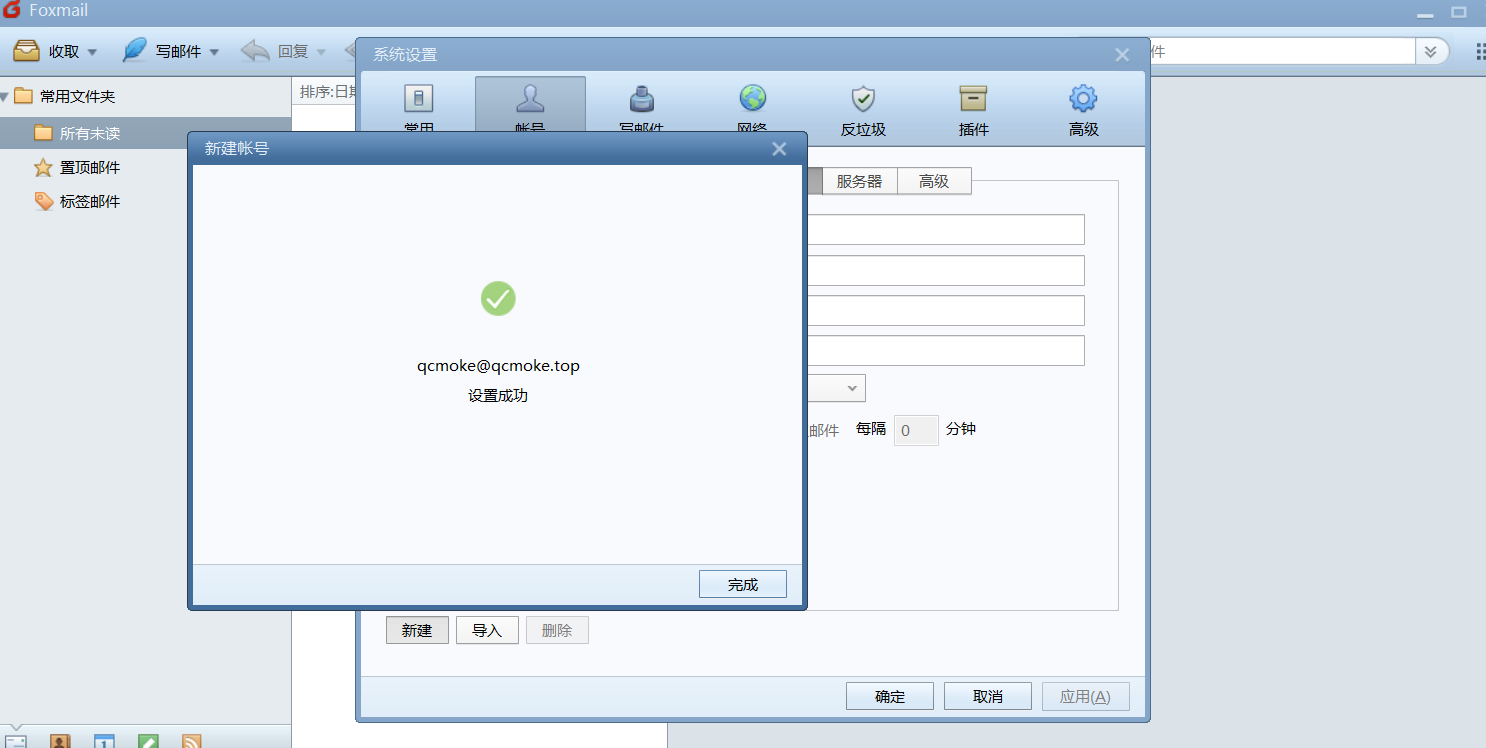 Foxmail
收取
写邮件
回复
系统设置
件
常用文件夹
排序:日期
所有未读
置顶邮件
标签邮件
常用
帐号
写邮件
网络
反垃圾
插件
高级
新建帐号
服务器
高级
qcmoke@qcmoke.top
设置成功
邮件 每隔 0 分钟
完成
新建
导入
删除
确定
取消
应用(A)
1